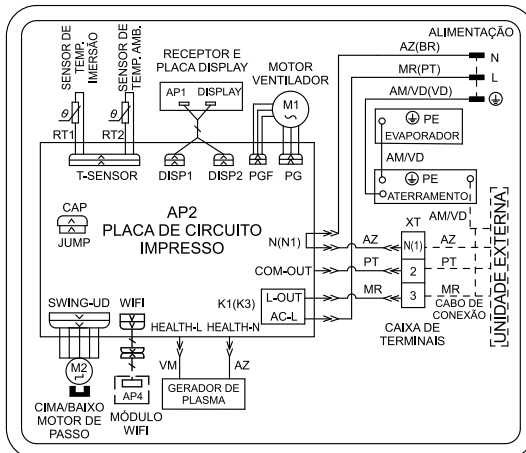 SENSOR DE
TEMP.
IMERSÃO
SENSOR DE
TEMP. AMB.
RECEPTOR E
PLACA DISPLAY
AP1 DISPLAY
MOTOR
VENTILADOR
M1
ALIMENTAÇÃO
AZ(BR)
N
MR(PT)
L
AM/VD(VD)
PE
EVAPORADOR
AM/VD
PE
ATERRAMENTO
AM/VD
θ
θ
RT1
RT2
T-SENSOR
DISP1
DISP2
PGF
PG
CAP
JUMP
AP2
PLACA DE CIRCUITO
IMPRESSO
N(N1)
COM-OUT
K1(K3)
L-OUT
AC-L
XT
AZ
N(1)
AZ
PT
2
PT
MR
3
MR
CABO DE
CONEXÃO
CAIXA DE
TERMINAIS
UNIDADE EXTERNA
SWING-UD
WIFI
HEALTH-L
HEALTH-N
M2
CIMA/BAIXO
MOTOR DE
PASSO
AP4
MÓDULO
WIFI
VM
AZ
GERADOR DE
PLASMA